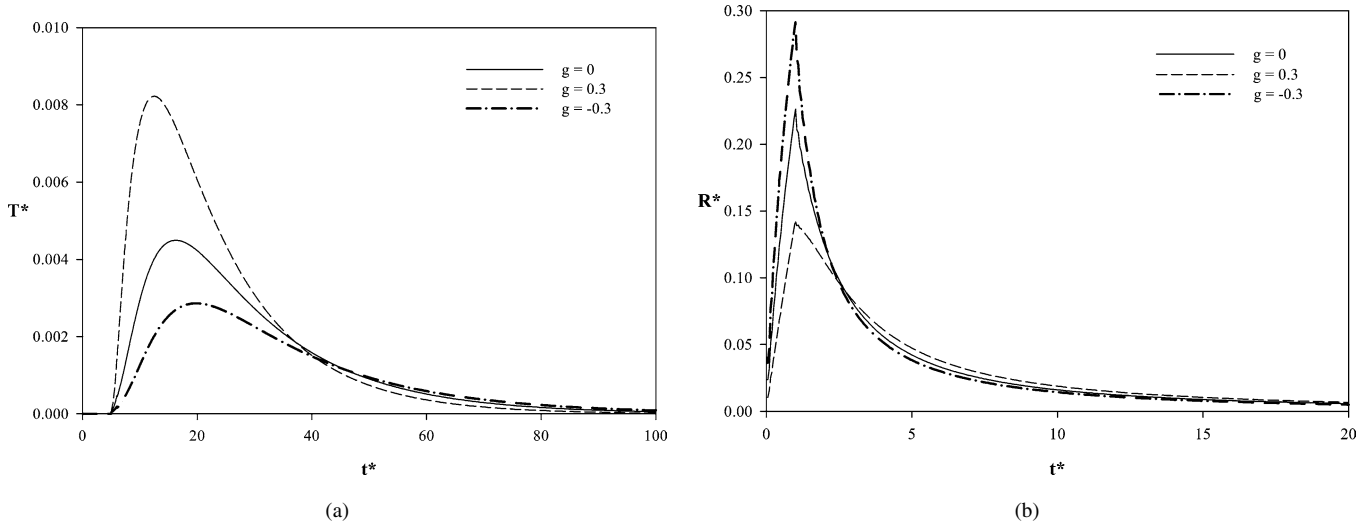 0.010
0.008
0.006
0.004
0.002
0.000
T*
0 20 40 60 80 100
t*
g = 0
g = 0.3
g = -0.3
(a)
0.30
0.25
0.20
0.15
0.10
0.05
0.00
R*
0 5 10 15 20
t*
g = 0
g = 0.3
g = -0.3
(b)